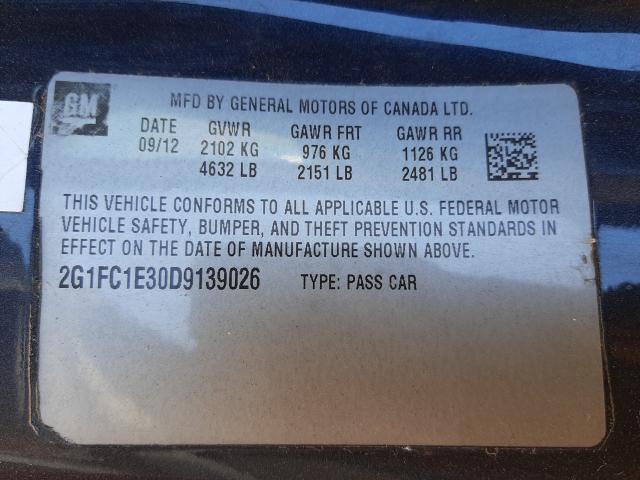 GM
MFD BY GENERAL MOTORS OF CANADA LTD.
DATE GVWR GAWR FRT GAWR RR
09/12 2102 KG 976 KG 1126 KG
4632 LB 2151 LB 2481 LB
THIS VEHICLE CONFORMS TO ALL APPLICABLE U.S. FEDERAL MOTOR
VEHICLE SAFETY, BUMPER, AND THEFT PREVENTION STANDARDS IN
EFFECT ON THE DATE OF MANUFACTURE SHOWN ABOVE.
2G1FC1E30D9139026 TYPE: PASS CAR